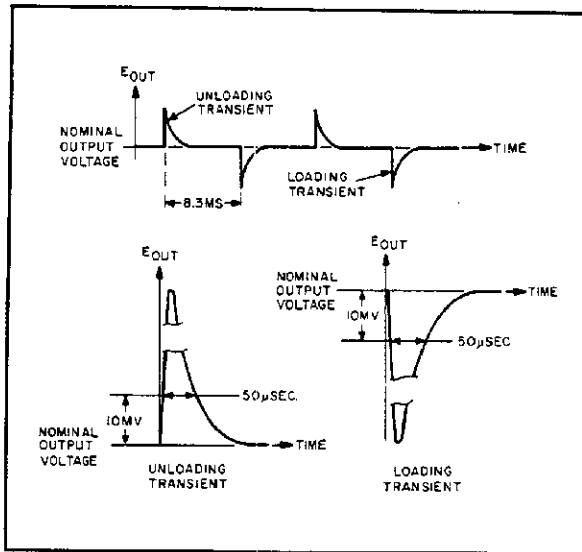 EOUT
UNLOADING
TRANSIENT
NOMINAL
OUTPUT
VOLTAGE
TIME
LOADING
TRANSIENT
8.3MS
EOUT
10MV
50µSEC.
NOMINAL
OUTPUT
VOLTAGE
TIME
UNLOADING
TRANSIENT
EOUT
NOMINAL
OUTPUT
VOLTAGE
TIME
10MV
50µSEC
LOADING
TRANSIENT